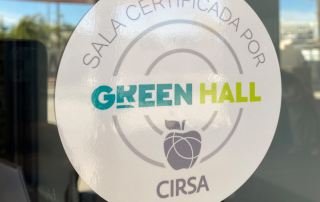 SALA CERTIFICADA POR
GREEN HALL
CIRSA